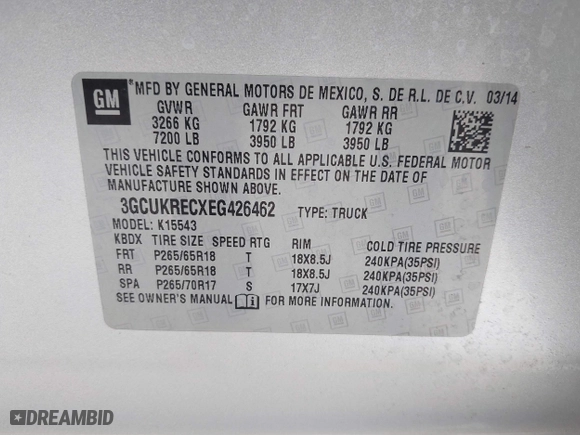 GM
*MFD BY GENERAL MOTORS DE MEXICO, S. DE R.L. DE C.V. 03/14
GVWR GAWR FRT GAWR RR
3266 KG 1792 KG 1792 KG
7200 LB 3950 LB 3950 LB
THIS VEHICLE CONFORMS TO ALL APPLICABLE U.S. FEDERAL MOTOR
VEHICLE SAFETY STANDARDS IN EFFECT ON THE DATE OF
MANUFACTURE SHOWN ABOVE.
3GCUKRECXEG426462 TYPE: TRUCK
MODEL: K15543
KBDX TIRE SIZE SPEED RTG RIM COLD TIRE PRESSURE
FRT P265/65R18 T 18X8.5J 240KPA(35PSI)
RR P265/65R18 T 18X8.5J 240KPA(35PSI)
SPA P265/70R17 S 17X7J 240KPA(35PSI)
SEE OWNER'S MANUAL FOR MORE INFORMATION.
DREAMBID